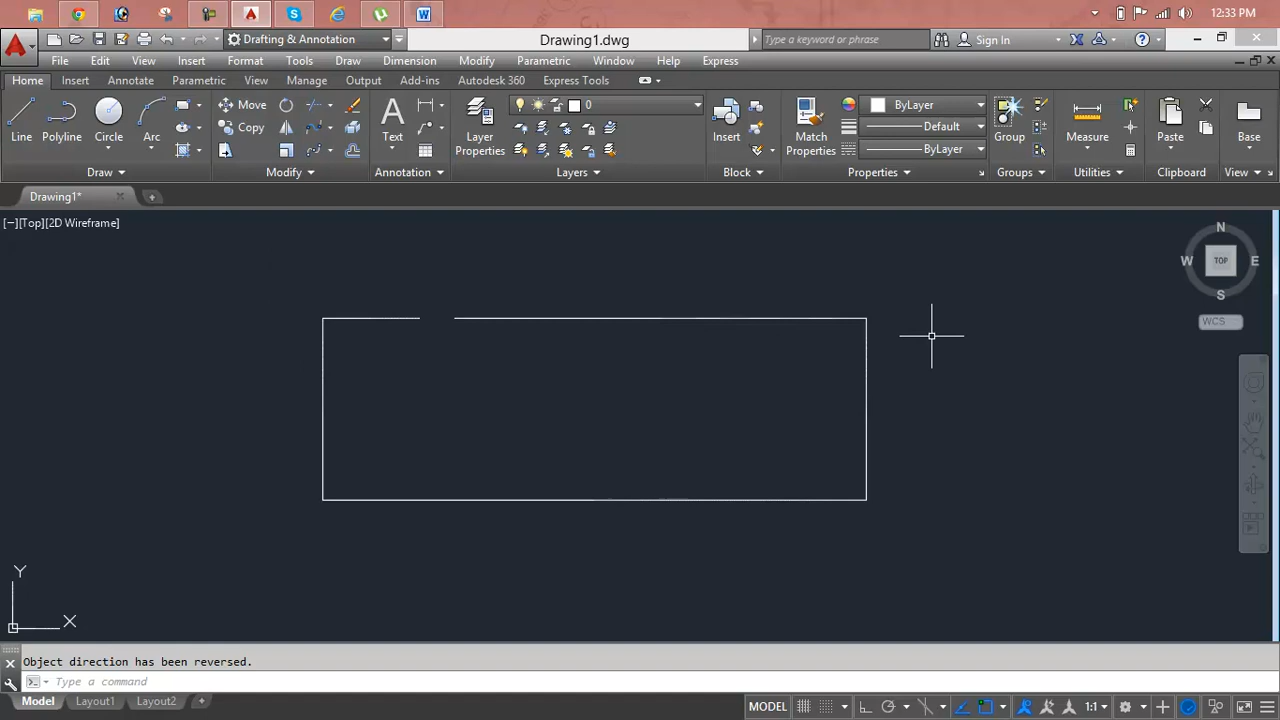 12:33 PM
Drafting & Annotation
Drawing1.dwg
Type a keyword or phrase
Sign In
File Edit View Insert Format Tools Draw Dimension Modify Parametric Window Help Express
Home Insert Annotate Parametric View Manage Output Add-ins Autodesk 360 Express Tools
Move
0
ByLayer
Line Polyline Circle Arc
Copy
Text
Layer
Properties
Insert
Match
Properties
Default
ByLayer
Group
Measure
Paste
Base
Draw Modify Annotation Layers Block Properties Groups Utilities Clipboard View
Drawing1*
[−][Top][2D Wireframe]
N
W TOP E
S
WCS
Y
X
Object direction has been reversed.
Type a command
Model Layout1 Layout2 +
MODEL 1:1